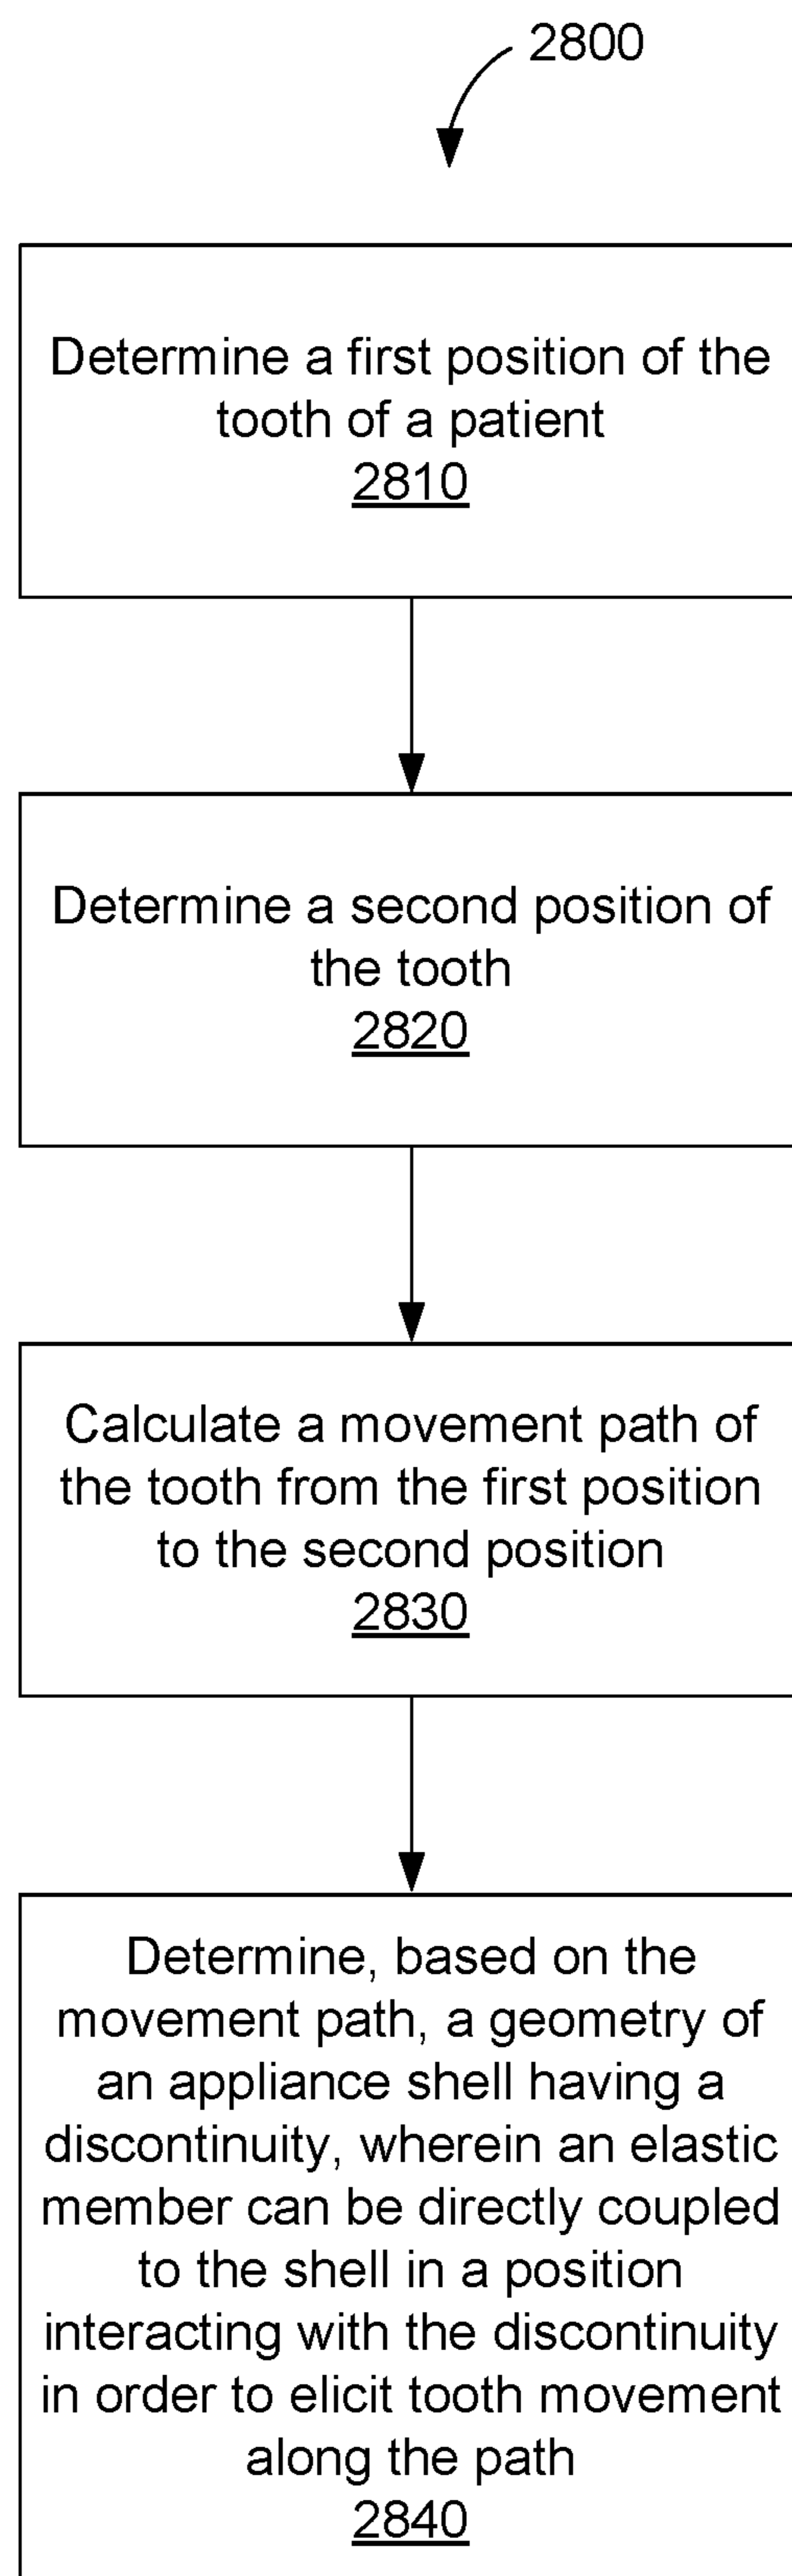 2800
Determine a first position of the
tooth of a patient
2810
Determine a second position of
the tooth
2820
Calculate a movement path of
the tooth from the first position
to the second position
2830
Determine, based on the
movement path, a geometry of
an appliance shell having a
discontinuity, wherein an elastic
member can be directly coupled
to the shell in a position
interacting with the discontinuity
in order to elicit tooth movement
along the path
2840